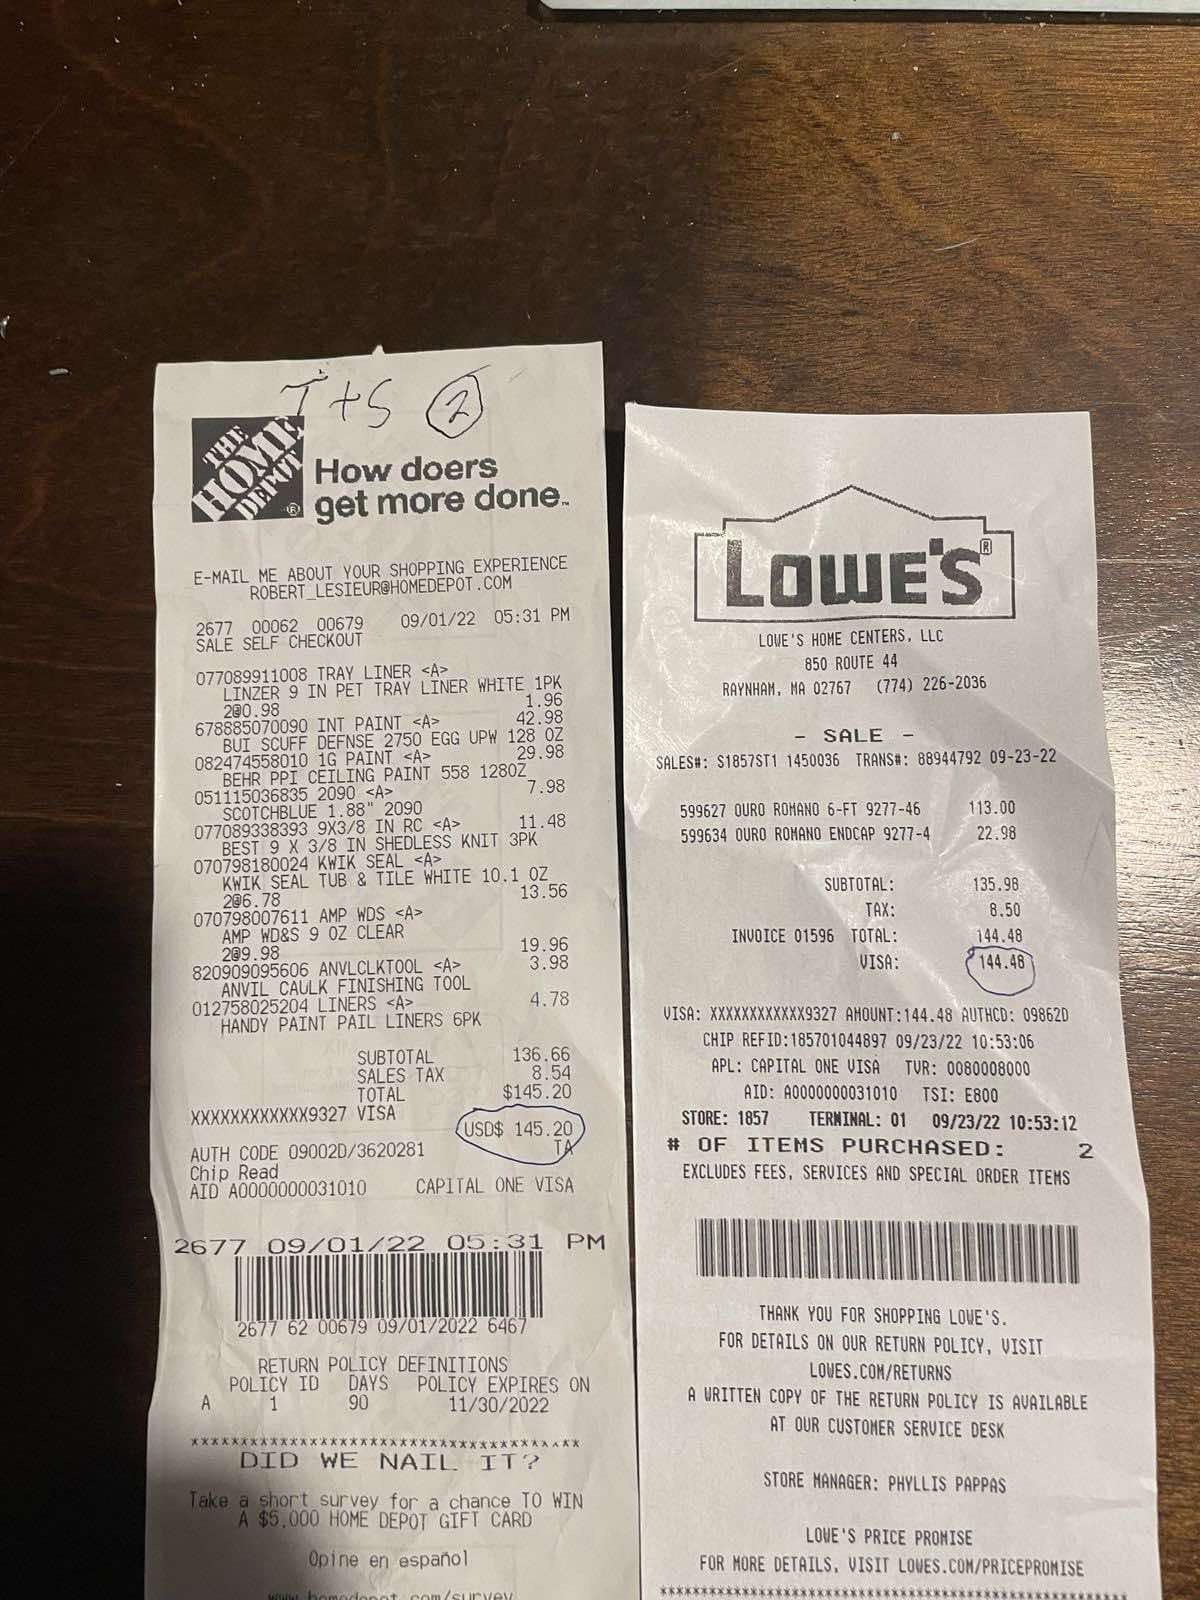 T+S 2
THE HOME DEPOT ®
How doers
get more done™
E-MAIL ME ABOUT YOUR SHOPPING EXPERIENCE
ROBERT_LESIEUR@HOMEDEPOT.COM
2677 00062 00679 09/01/22 05:31 PM
SALE SELF CHECKOUT
077089911008 TRAY LINER <A>
LINZER 9 IN PET TRAY LINER WHITE 1PK
2@0.98 1.96
678885070090 INT PAINT <A> 42.98
BUI SCUFF DEFNSE 2750 EGG UPW 128 OZ
082474558010 1G PAINT <A> 29.98
BEHR PPI CEILING PAINT 558 128OZ
051115036835 2090 <A> 7.98
SCOTCHBLUE 1.88" 2090
077089338393 9X3/8 IN RC <A> 11.48
BEST 9 X 3/8 IN SHEDLESS KNIT 3PK
070798180024 KWIK SEAL <A>
KWIK SEAL TUB & TILE WHITE 10.1 OZ
2@6.78 13.56
070798007611 AMP WDS <A>
AMP WD&S 9 OZ CLEAR
2@9.98 19.96
820909095606 ANVLCLKTOOL <A> 3.98
ANVIL CAULK FINISHING TOOL
012758025204 LINERS <A> 4.78
HANDY PAINT PAIL LINERS 6PK
SUBTOTAL 136.66
SALES TAX 8.54
TOTAL $145.20
XXXXXXXXXXXX9327 VISA
USD$ 145.20
AUTH CODE 09002D/3620281 TA
Chip Read
AID A0000000031010 CAPITAL ONE VISA
2677 09/01/22 05:31 PM
2677 62 00679 09/01/2022 6467
RETURN POLICY DEFINITIONS
POLICY ID DAYS POLICY EXPIRES ON
A 1 90 11/30/2022
DID WE NAIL IT?
Take a short survey for a chance TO WIN
A $5,000 HOME DEPOT GIFT CARD
Opine en español
www.homedepot.com/survey
LOWE'S ®
LOWE'S HOME CENTERS, LLC
850 ROUTE 44
RAYNHAM, MA 02767 (774) 226-2036
- SALE -
SALES#: S1857ST1 1450036 TRANS#: 88944792 09-23-22
599627 OURO ROMANO 6-FT 9277-46 113.00
599634 OURO ROMANO ENDCAP 9277-4 22.98
SUBTOTAL: 135.98
TAX: 8.50
INVOICE 01596 TOTAL: 144.48
VISA: 144.48
VISA: XXXXXXXXXXXX9327 AMOUNT:144.48 AUTHCD: 09862D
CHIP REFID:185701044897 09/23/22 10:53:06
APL: CAPITAL ONE VISA TVR: 0080008000
AID: A0000000031010 TSI: E800
STORE: 1857 TERMINAL: 01 09/23/22 10:53:12
# OF ITEMS PURCHASED: 2
EXCLUDES FEES, SERVICES AND SPECIAL ORDER ITEMS
THANK YOU FOR SHOPPING LOWE'S.
FOR DETAILS ON OUR RETURN POLICY, VISIT
LOWES.COM/RETURNS
A WRITTEN COPY OF THE RETURN POLICY IS AVAILABLE
AT OUR CUSTOMER SERVICE DESK
STORE MANAGER: PHYLLIS PAPPAS
LOWE'S PRICE PROMISE
FOR MORE DETAILS, VISIT LOWES.COM/PRICEPROMISE